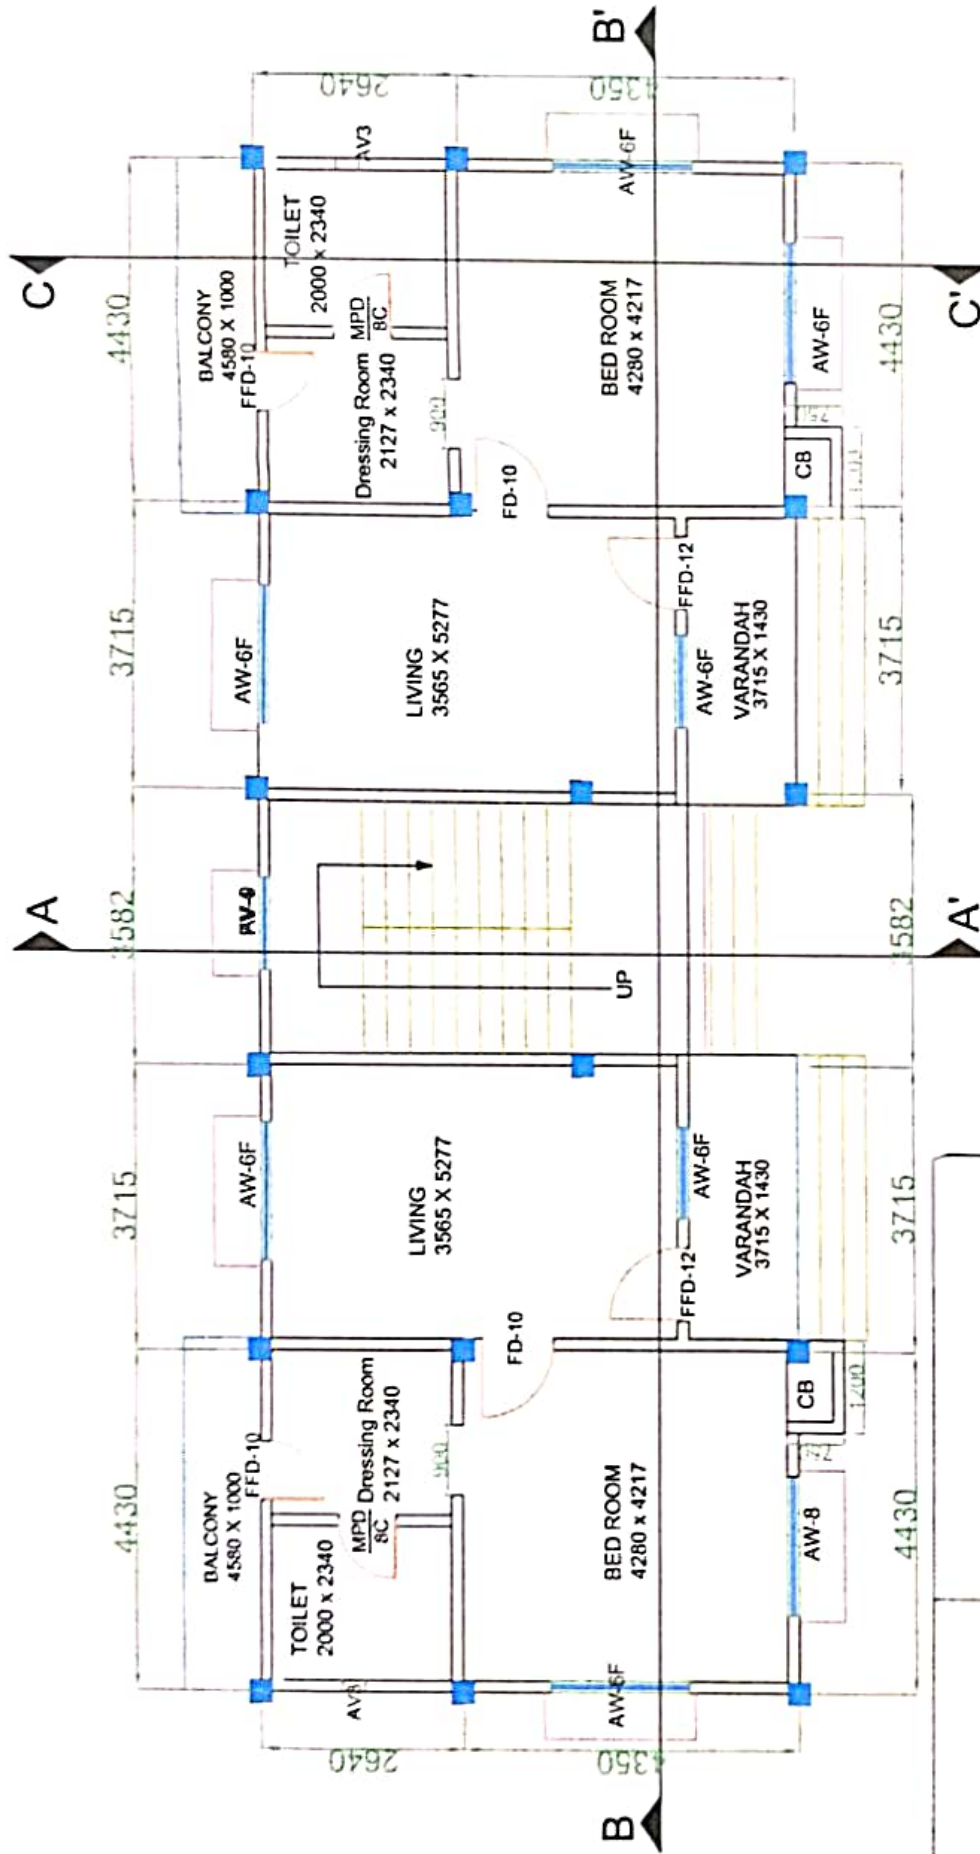 A
C
4430
3715
3582
3715
4430
BALCONY
4580 X 1000
FFD-10
AW-6F
AW-6F
BALCONY
4580 X 1000
FFD-10
TOILET
2000 x 2340
MPD
8C
Dressing Room
2127 x 2340
900
LIVING
3565 X 5277
UP
LIVING
3565 X 5277
Dressing Room
2127 x 2340
900
MPD
8C
TOILET
2000 x 2340
AV3
2640
2640
FD-10
FD-10
BED ROOM
4280 x 4217
AW-6F
4350
BED ROOM
4280 x 4217
AW-6F
4350
B
B'
FFD-12
AW-6F
AW-6F
FFD-12
VARANDAH
3715 X 1430
VARANDAH
3715 X 1430
AW-8
CB
1200
CB
AW-6F
4430
3715
3582
3715
4430
A'
C'